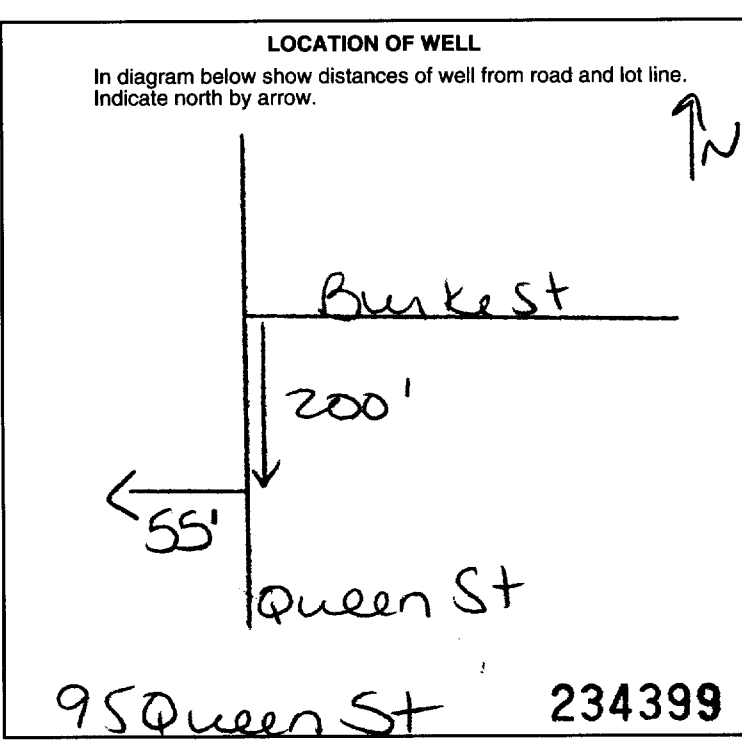 LOCATION OF WELL
In diagram below show distances of well from road and lot line.
Indicate north by arrow.
N
Burke St
200'
55'
Queen St
95 Queen St
234399